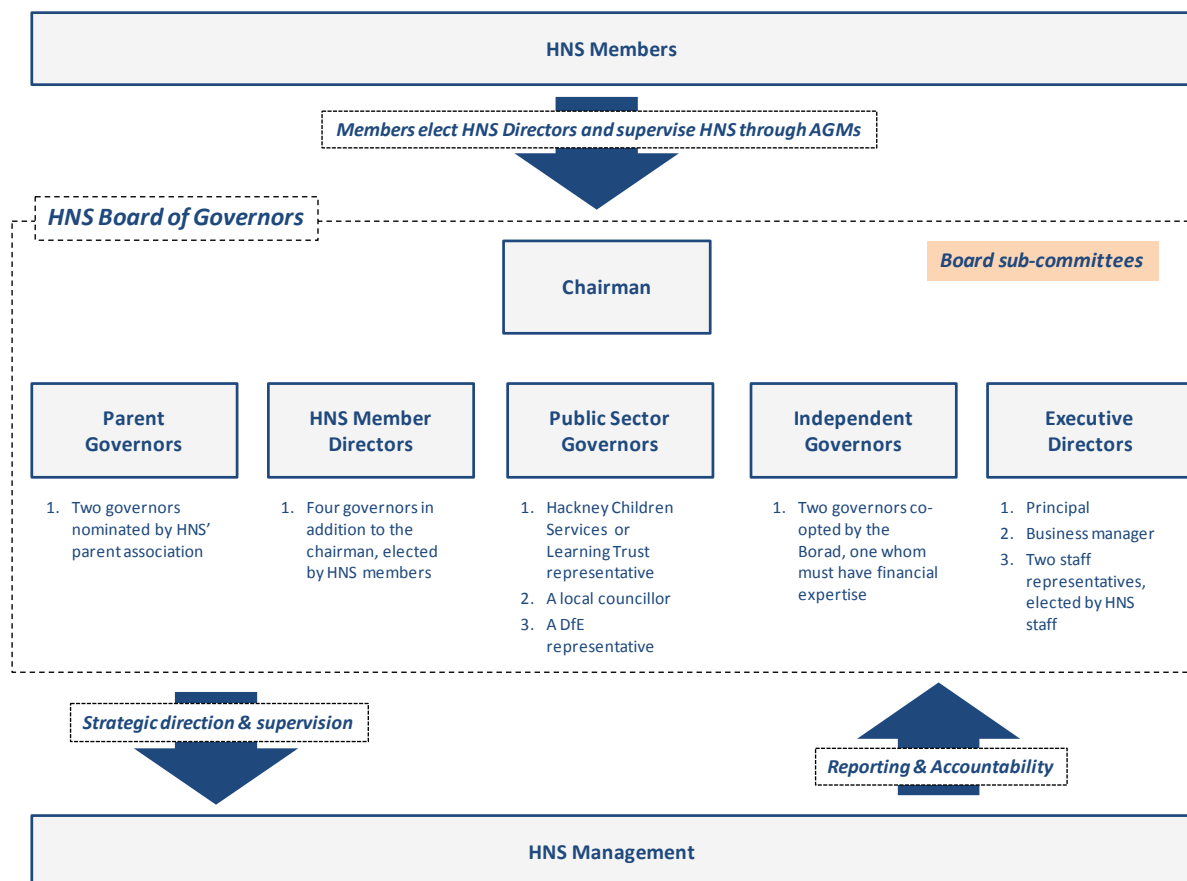 HNS Members
Members elect HNS Directors and supervise HNS through AGMs
HNS Board of Governors
Board sub-committees
Chairman
Parent
Governors
1. Two governors
nominated by HNS’
parent association
HNS Member
Directors
1. Four governors in
addition to the
chairman, elected
by HNS members
Public Sector
Governors
1. Hackney Children
Services or
Learning Trust
representative
2. A local councillor
3. A DfE
representative
Independent
Governors
1. Two governors co-
opted by the
Borad, one whom
must have financial
expertise
Executive
Directors
1. Principal
2. Business manager
3. Two staff
representatives,
elected by HNS
staff
Strategic direction & supervision
Reporting & Accountability
HNS Management